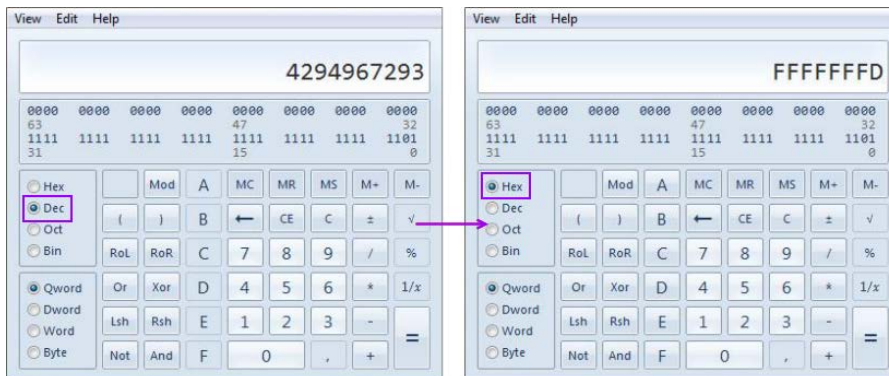 View Edit Help
4294967293
0000 0000 0000 0000 0000 0000 0000 0000
63 47 32
1111 1111 1111 1111 1111 1111 1111 1101
31 15 0
Hex Mod A MC MR MS M+ M-
Dec ( ) B ← CE C ± √
Oct
Bin RoL RoR C 7 8 9 / %
Qword Or Xor D 4 5 6 * 1/x
Dword
Word Lsh Rsh E 1 2 3 - =
Byte Not And F 0 , +
View Edit Help
FFFFFFFD
0000 0000 0000 0000 0000 0000 0000 0000
63 47 32
1111 1111 1111 1111 1111 1111 1111 1101
31 15 0
Hex Mod A MC MR MS M+ M-
Dec ( ) B ← CE C ± √
Oct
Bin RoL RoR C 7 8 9 / %
Qword Or Xor D 4 5 6 * 1/x
Dword
Word Lsh Rsh E 1 2 3 - =
Byte Not And F 0 , +